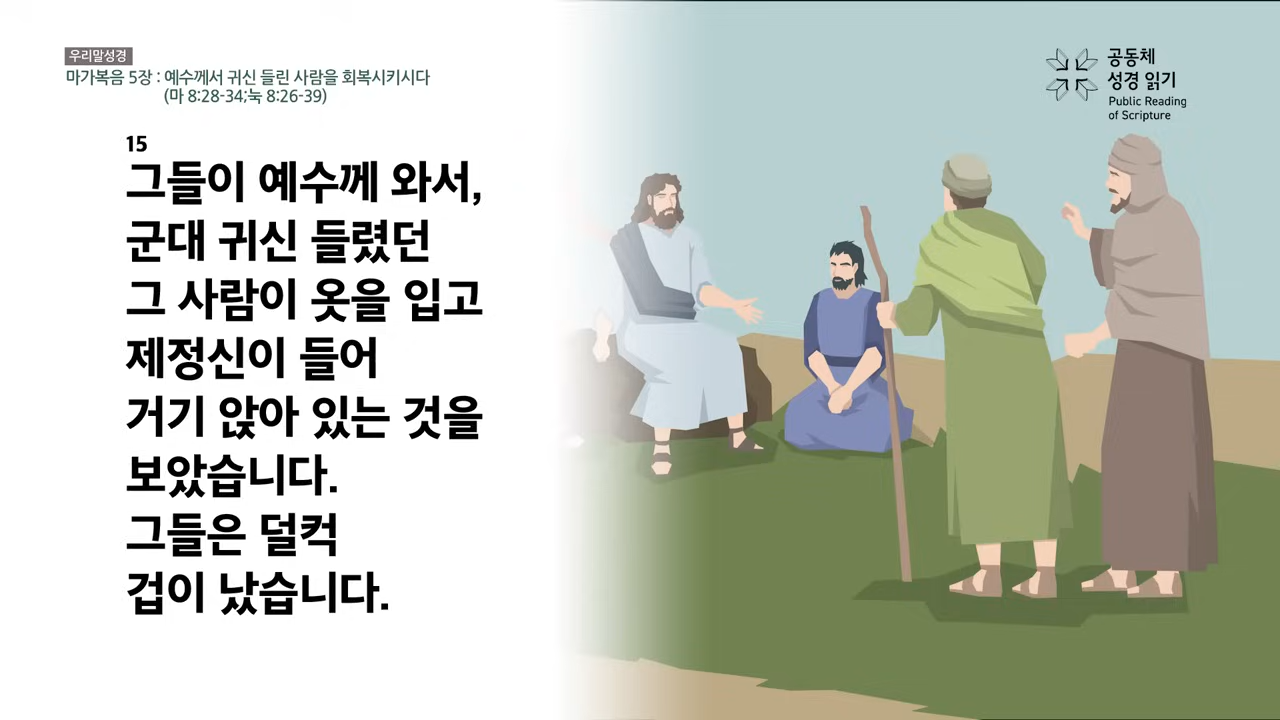 우리말성경
마가복음 5장 : 예수께서 귀신 들린 사람을 회복시키시다
(마 8:28-34;눅 8:26-39)
15
그들이 예수께 와서,
군대 귀신 들렸던
그 사람이 옷을 입고
제정신이 들어
거기 앉아 있는 것을
보았습니다.
그들은 덜컥
겁이 났습니다.
공동체
성경 읽기
Public Reading
of Scripture